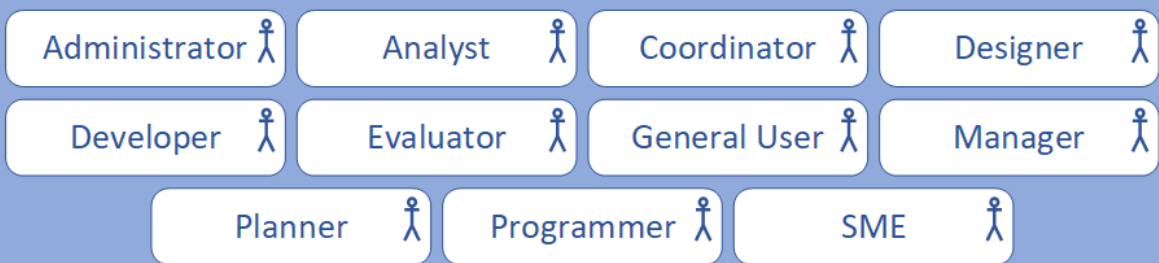 Administrator Analyst Coordinator Designer
Developer Evaluator General User Manager
Planner Programmer SME